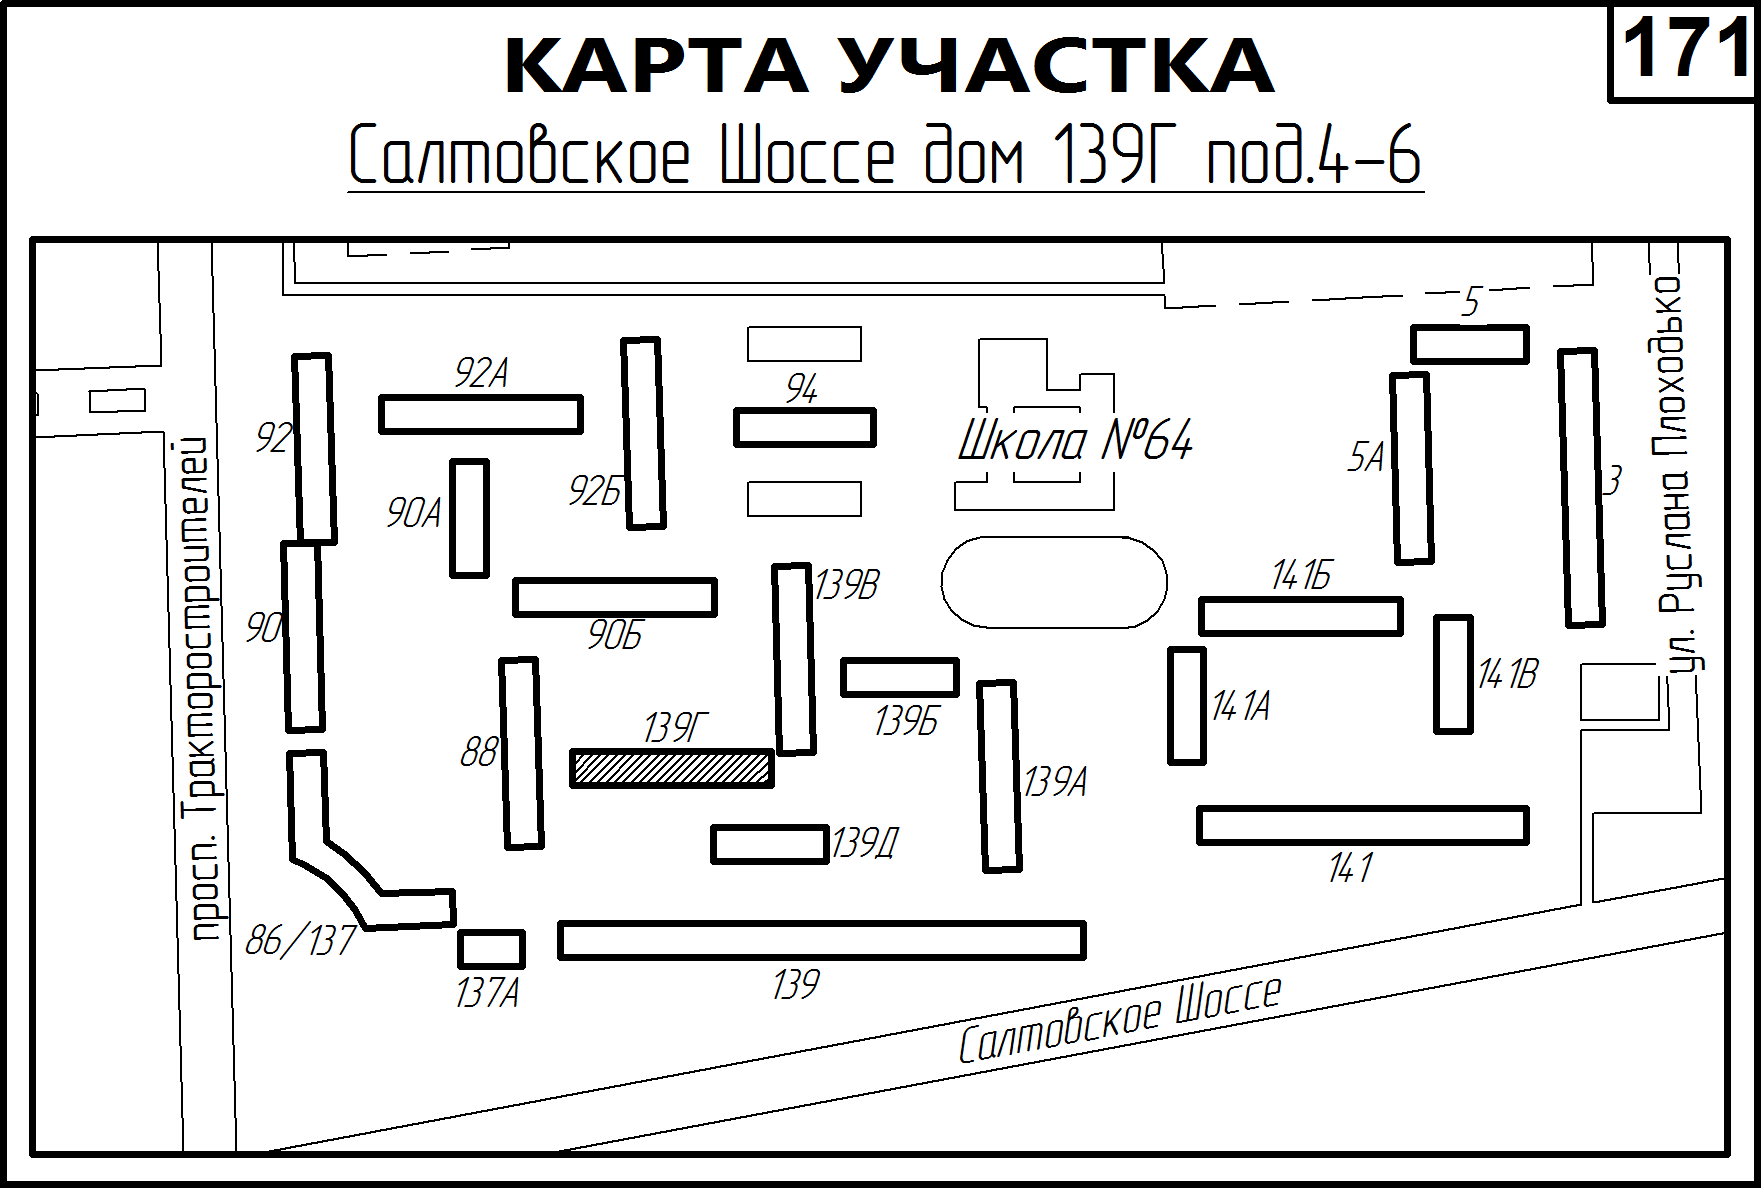 171
КАРТА УЧАСТКА
Салтовское Шоссе дом 139Г под.4-6
5
92А
94
92
Школа №64
5А
3
90А
92Б
ул. Руслана Плоходько
просп. Тракторостроителей
139В
141Б
90
90Б
141В
141А
139Б
139Г
88
139А
139Д
141
86/137
137А
139
Салтовское Шоссе